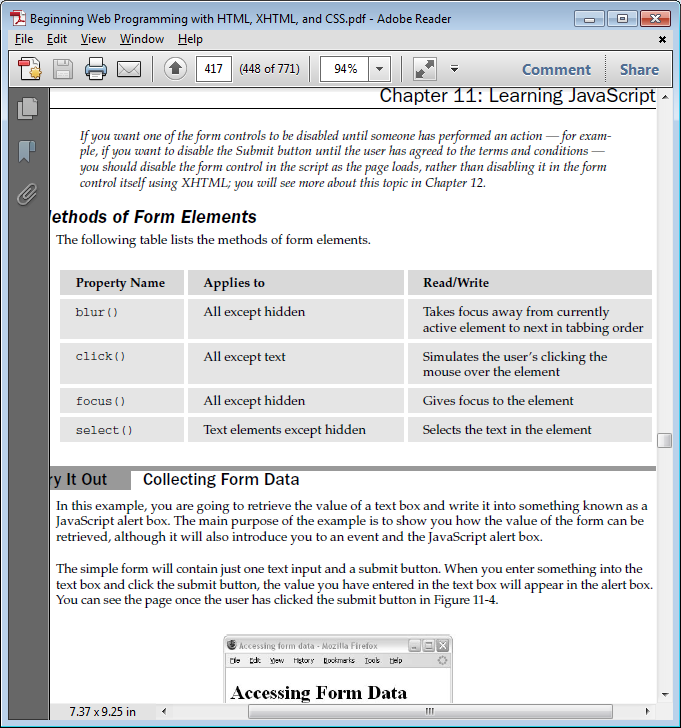 Beginning Web Programming with HTML, XHTML, and CSS.pdf - Adobe Reader
File Edit View Window Help
417 (448 of 771) 94% Comment Share
Chapter 11: Learning JavaScript
If you want one of the form controls to be disabled until someone has performed an action — for exam-
ple, if you want to disable the Submit button until the user has agreed to the terms and conditions —
you should disable the form control in the script as the page loads, rather than disabling it in the form
control itself using XHTML; you will see more about this topic in Chapter 12.
ethods of Form Elements
The following table lists the methods of form elements.
Property Name Applies to Read/Write
blur() All except hidden Takes focus away from currently
active element to next in tabbing order
click() All except text Simulates the user's clicking the
mouse over the element
focus() All except hidden Gives focus to the element
select() Text elements except hidden Selects the text in the element
ry It Out Collecting Form Data
In this example, you are going to retrieve the value of a text box and write it into something known as a
JavaScript alert box. The main purpose of the example is to show you how the value of the form can be
retrieved, although it will also introduce you to an event and the JavaScript alert box.
The simple form will contain just one text input and a submit button. When you enter something into the
text box and click the submit button, the value you have entered in the text box will appear in the alert box.
You can see the page once the user has clicked the submit button in Figure 11-4.
Accessing form data - Mozilla Firefox
File Edit View History Bookmarks Tools Help
Accessing Form Data
7.37 x 9.25 in